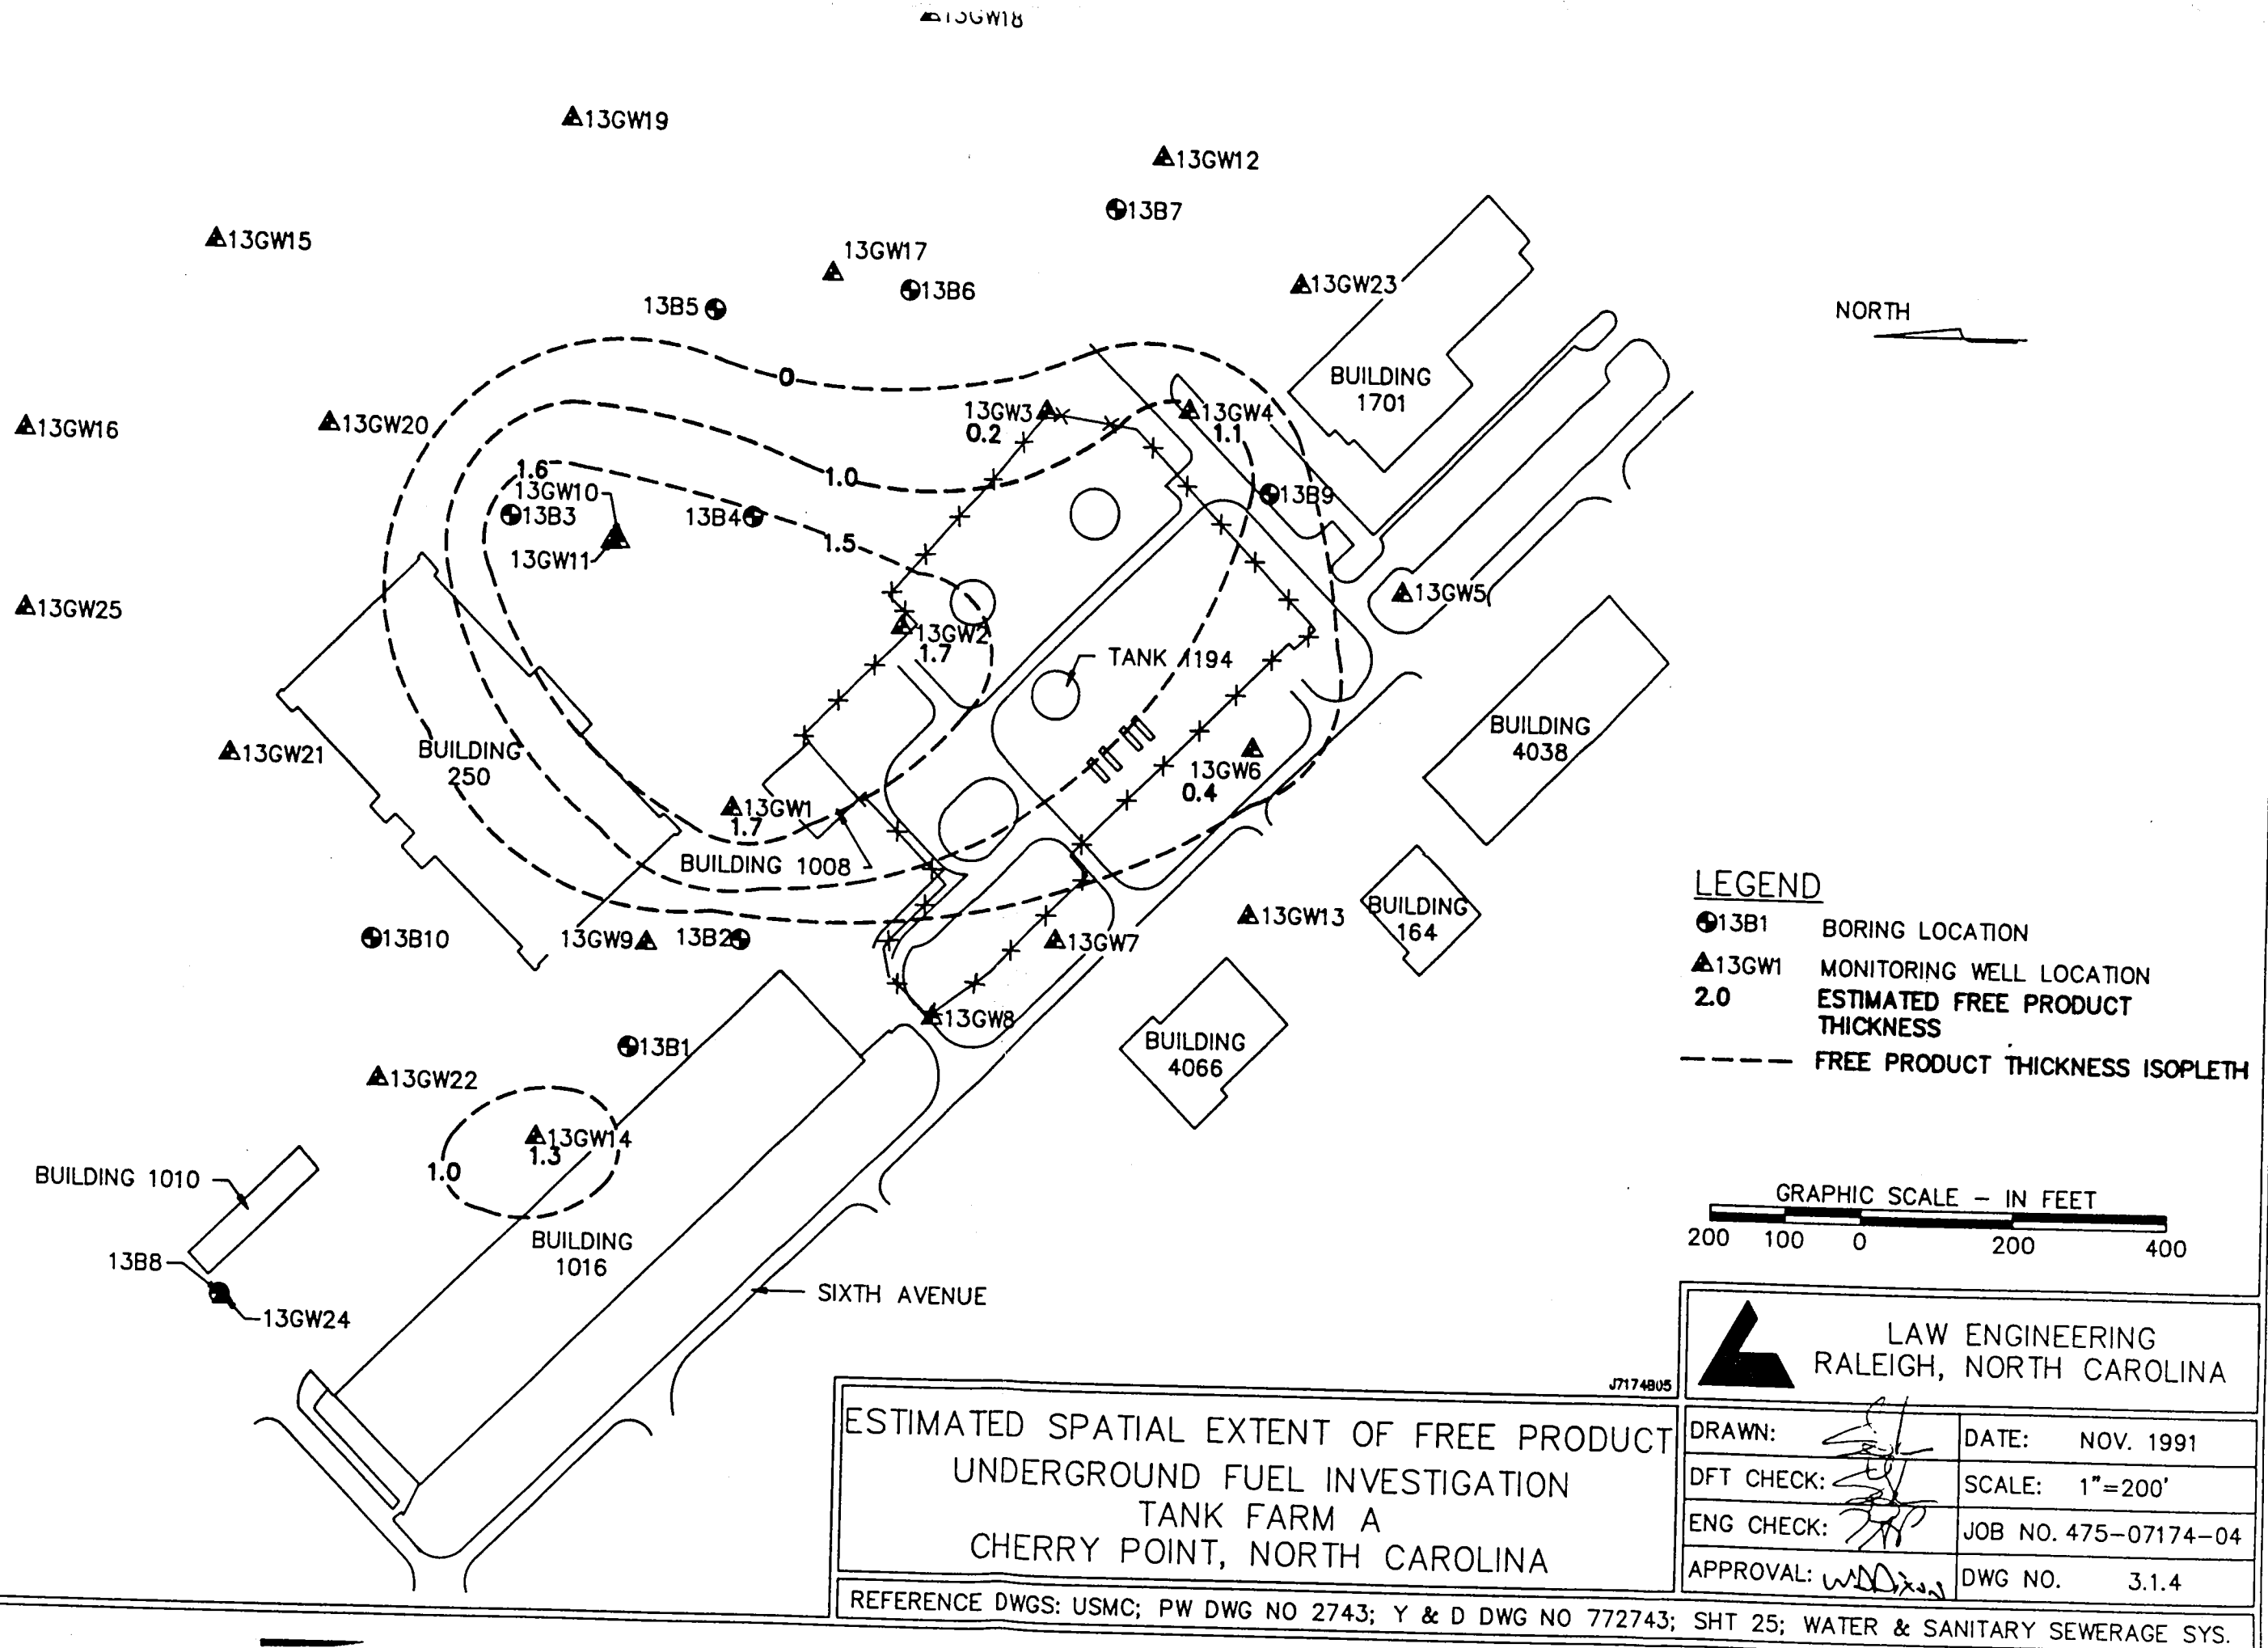 13GW18
13GW19
13GW12
13B7
13GW15
13GW17
13B6
13GW23
13B5
NORTH
0
BUILDING
1701
13GW16
13GW20
13GW3
0.2
13GW4
1.1
1.6
1.0
13GW10
13B3
13B4
13B9
13GW11
1.5
13GW25
13GW5
13GW2
1.7
TANK 1194
BUILDING
4038
13GW21
BUILDING
250
13GW6
0.4
13GW1
1.7
BUILDING 1008
13B10
13GW9
13B2
13GW7
13GW13
BUILDING
164
LEGEND
13B1 BORING LOCATION
13GW1 MONITORING WELL LOCATION
2.0 ESTIMATED FREE PRODUCT
THICKNESS
FREE PRODUCT THICKNESS ISOPLETH
13GW8
13B1
BUILDING
4066
13GW22
13GW14
1.3
1.0
BUILDING 1010
BUILDING
1016
13B8
13GW24
SIXTH AVENUE
GRAPHIC SCALE - IN FEET
200 100 0 200 400
LAW ENGINEERING
RALEIGH, NORTH CAROLINA
J7174B05
ESTIMATED SPATIAL EXTENT OF FREE PRODUCT
UNDERGROUND FUEL INVESTIGATION
TANK FARM A
CHERRY POINT, NORTH CAROLINA
DRAWN:
DATE: NOV. 1991
DFT CHECK:
SCALE: 1"=200'
ENG CHECK:
JOB NO. 475-07174-04
APPROVAL: WDDixon
DWG NO. 3.1.4
REFERENCE DWGS: USMC; PW DWG NO 2743; Y & D DWG NO 772743; SHT 25; WATER & SANITARY SEWERAGE SYS.